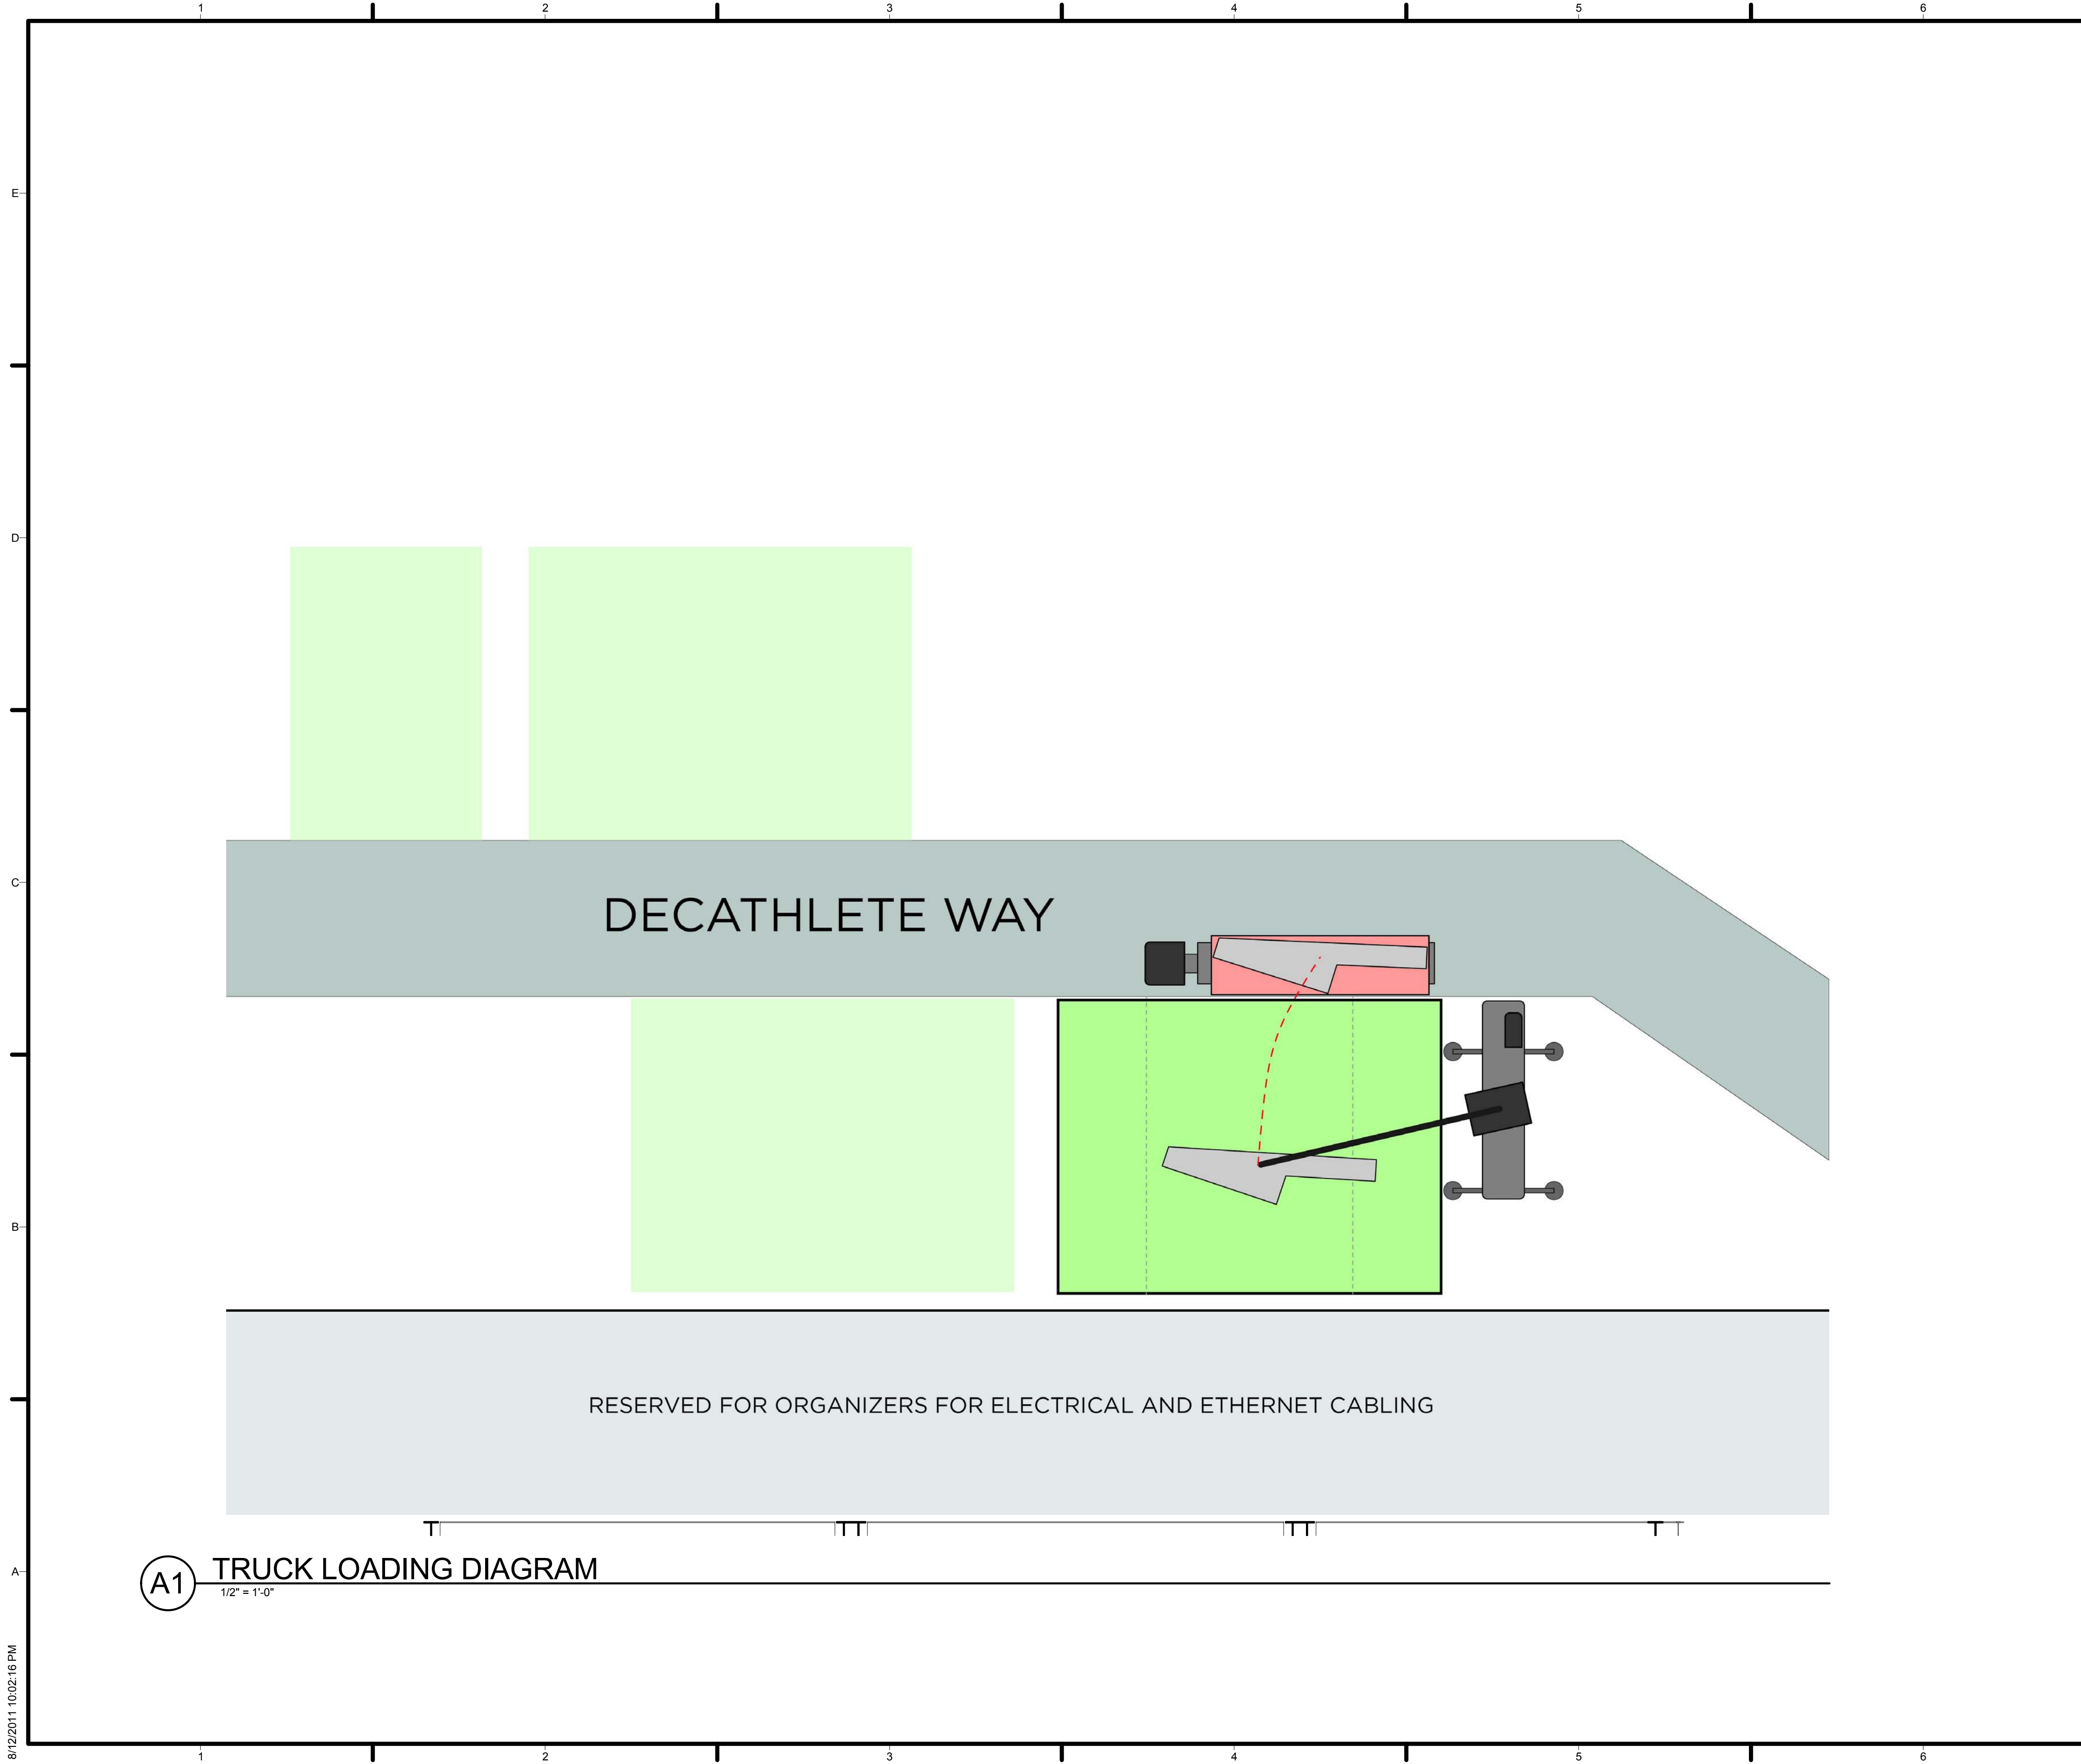 1 2 3 4 5 6
E
D
DECATHLETE WAY
C
B
RESERVED FOR ORGANIZERS FOR ELECTRICAL AND ETHERNET CABLING
A
A1 TRUCK LOADING DIAGRAM
1/2" = 1'-0"
8/12/2011 10:02:16 PM
1 2 3 4 5 6